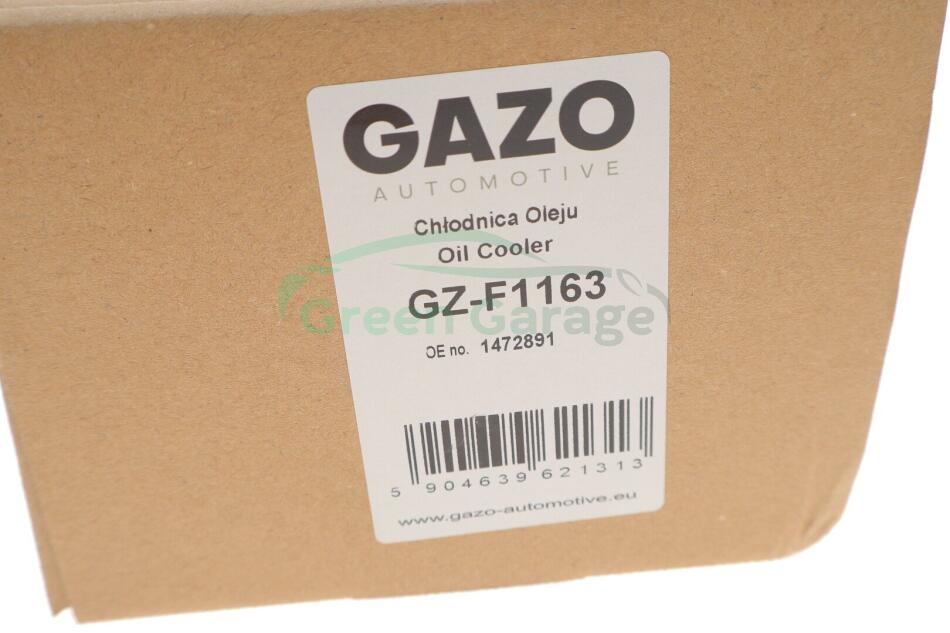 GAZO
AUTOMOTIVE
Chłodnica Oleju
Oil Cooler
GZ-F1163
Green Garage
OE no. 1472891
5 904639 621313
www.gazo-automotive.eu